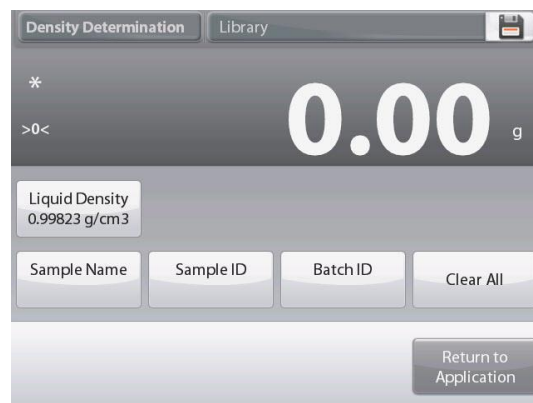 Density Determination Library
*
>0<
0.00 g
Liquid Density
0.99823 g/cm3
Sample Name Sample ID Batch ID Clear All
Return to
Application